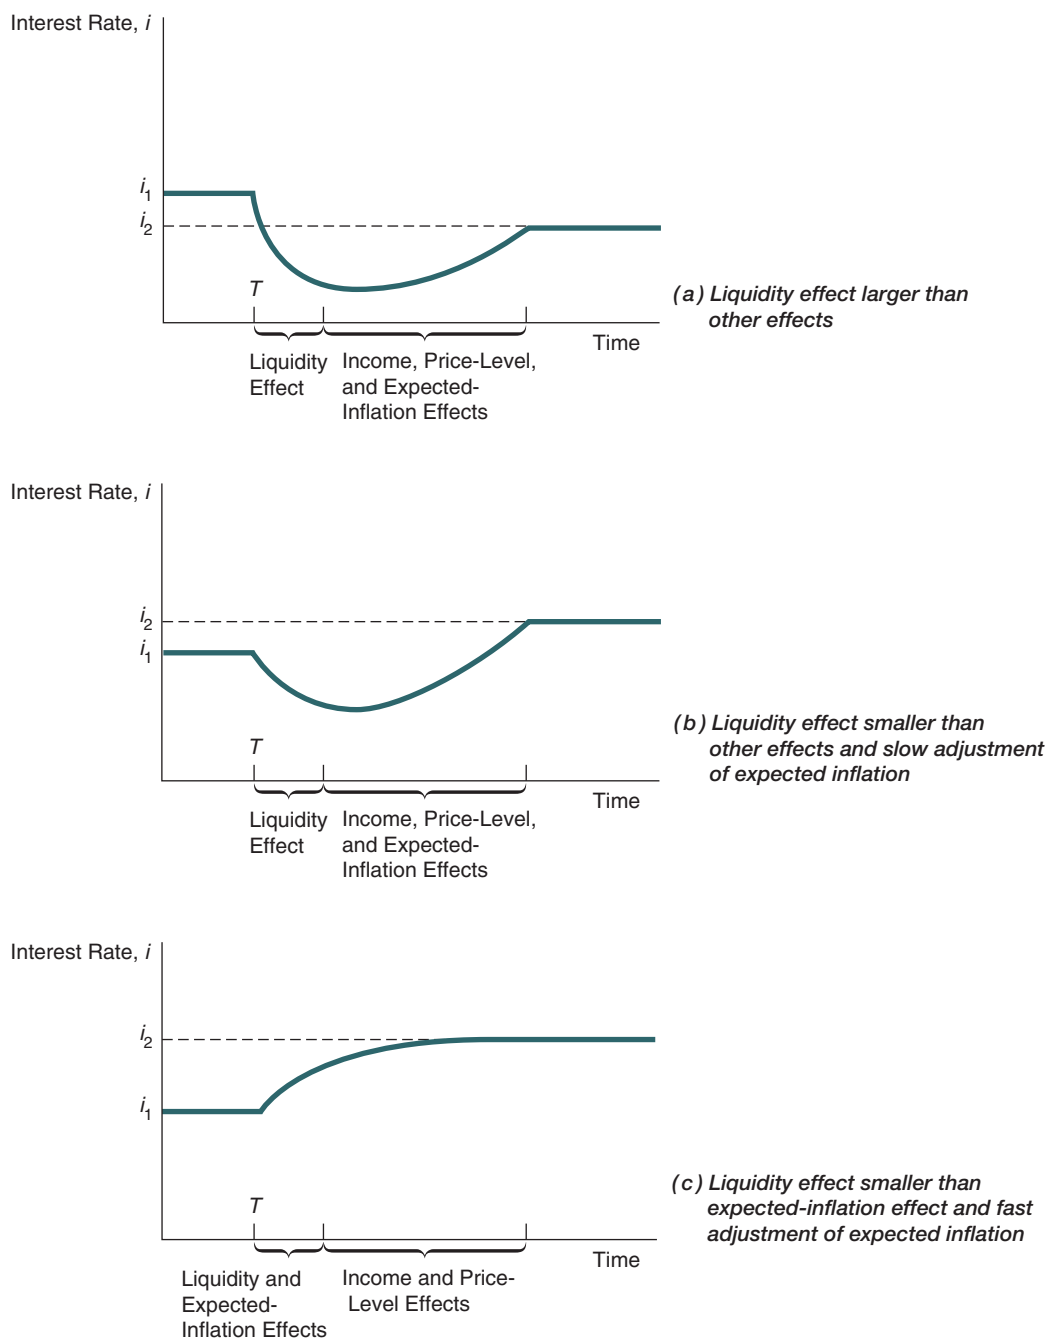 Interest Rate, i
i1
i2
T
(a) Liquidity effect larger than
other effects
Time
Liquidity
Effect
Income, Price-Level,
and Expected-
Inflation Effects
Interest Rate, i
i2
i1
T
(b) Liquidity effect smaller than
other effects and slow adjustment
of expected inflation
Time
Liquidity
Effect
Income, Price-Level,
and Expected-
Inflation Effects
Interest Rate, i
i2
i1
T
(c) Liquidity effect smaller than
expected-inflation effect and fast
adjustment of expected inflation
Time
Liquidity and
Expected-
Inflation Effects
Income and Price-
Level Effects